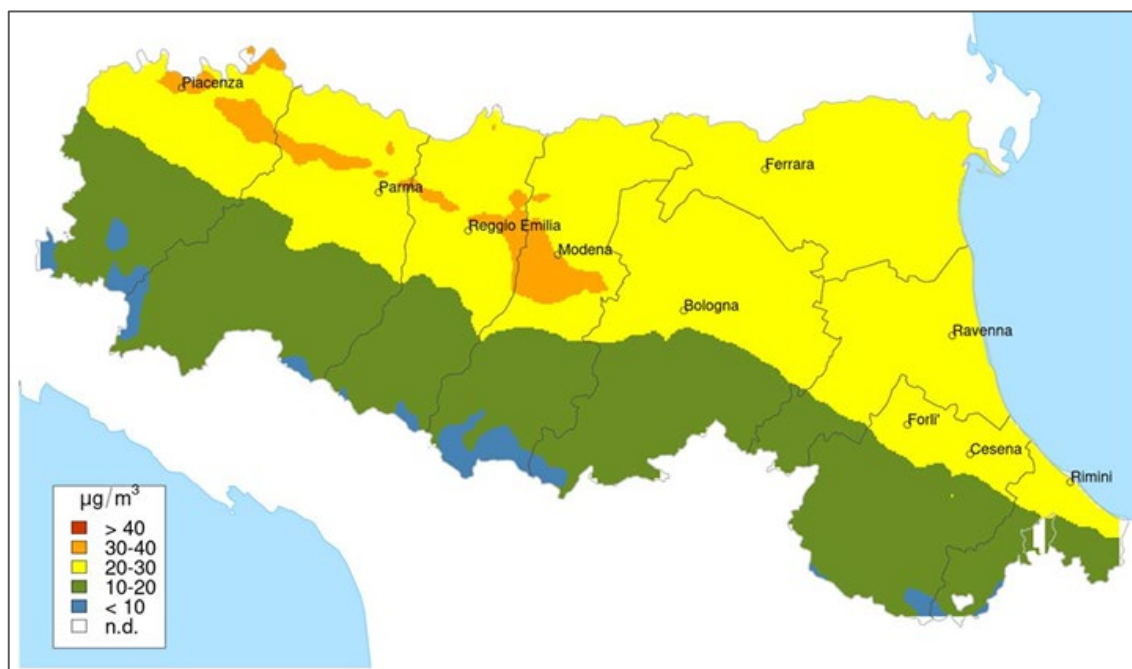 Piacenza
Ferrara
Parma
Reggio Emilia
Modena
Bologna
Ravenna
Forli'
Cesena
Rimini
µg/m³
> 40
30-40
20-30
10-20
< 10
n.d.